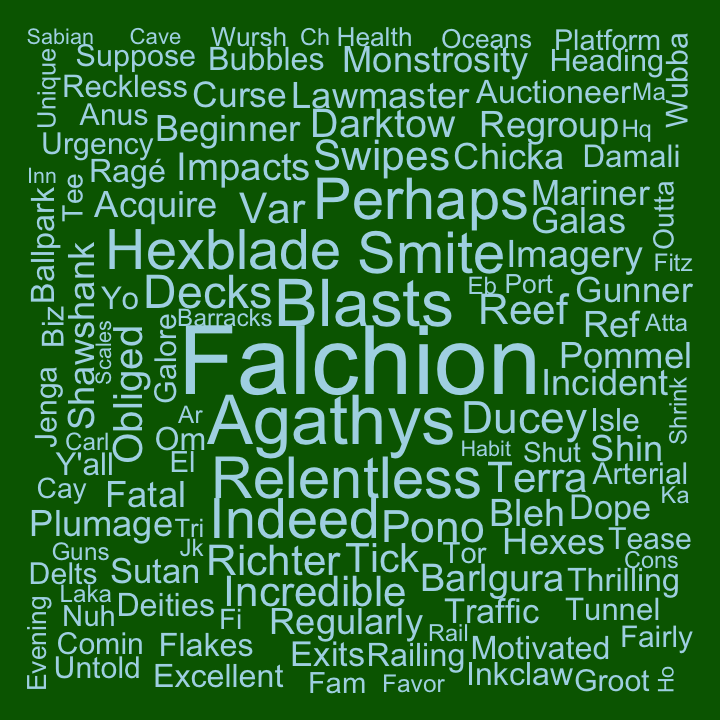 Sabian
Cave
Wursh
Ch
Health
Oceans
Platform
Wubba
Suppose
Bubbles
Monstrosity
Heading
Unique
Reckless
Curse
Lawmaster
Auctioneer
Ma
Anus
Beginner
Darktow
Regroup
Hq
Urgency
Ragé
Impacts
Swipes
Chicka
Damali
Inn
Tee
Acquire
Var
Perhaps
Mariner
Galas
Outta
Ballpark
Hexblade
Smite
Imagery
Fitz
Shawshank
Yo
Decks
Blasts
Eb
Port
Gunner
Reef
Biz
Scales
Barracks
Galore
Falchion
Ref
Atta
Pommel
Incident
Jenga
Obliged
Ar
Agathys
Ducey
Isle
Shrink
Carl
Om
Habit
Shut
Shin
Y'all
El
Relentless
Terra
Arterial
Cay
Fatal
Ka
Plumage
Tri
Indeed
Pono
Bleh
Dope
Guns
Jk
Richter
Tick
Tor
Hexes
Tease
Cons
Delts
Sutan
Incredible
Barlgura
Thrilling
Laka
Nuh
Deities
Fi
Regularly
Traffic
Tunnel
Evening
Comin
Flakes
Rail
Fairly
Exits
Railing
Motivated
Untold
Excellent
Fam
Favor
Inkclaw
Groot
Ho